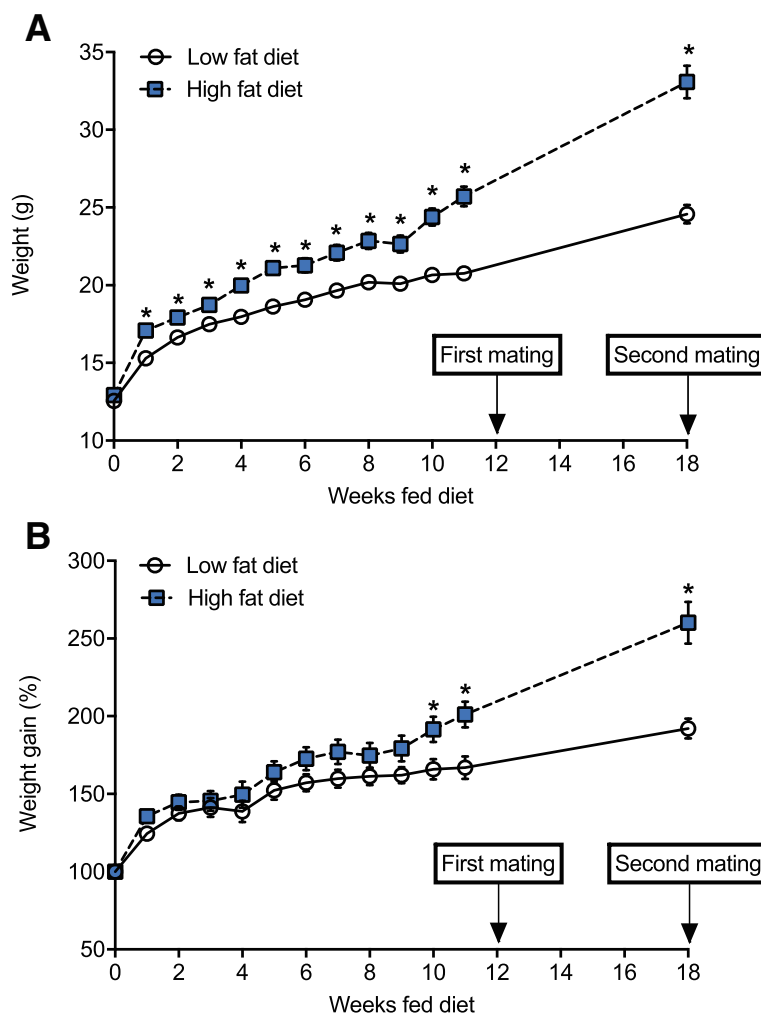 A
Low fat diet
High fat diet
35
30
25
20
15
10
Weight (g)
* * * * * * * * * * * *
First mating
Second mating
0 2 4 6 8 10 12 14 16 18
Weeks fed diet
B
Low fat diet
High fat diet
300
250
200
150
100
50
Weight gain (%)
* * *
First mating
Second mating
0 2 4 6 8 10 12 14 16 18
Weeks fed diet